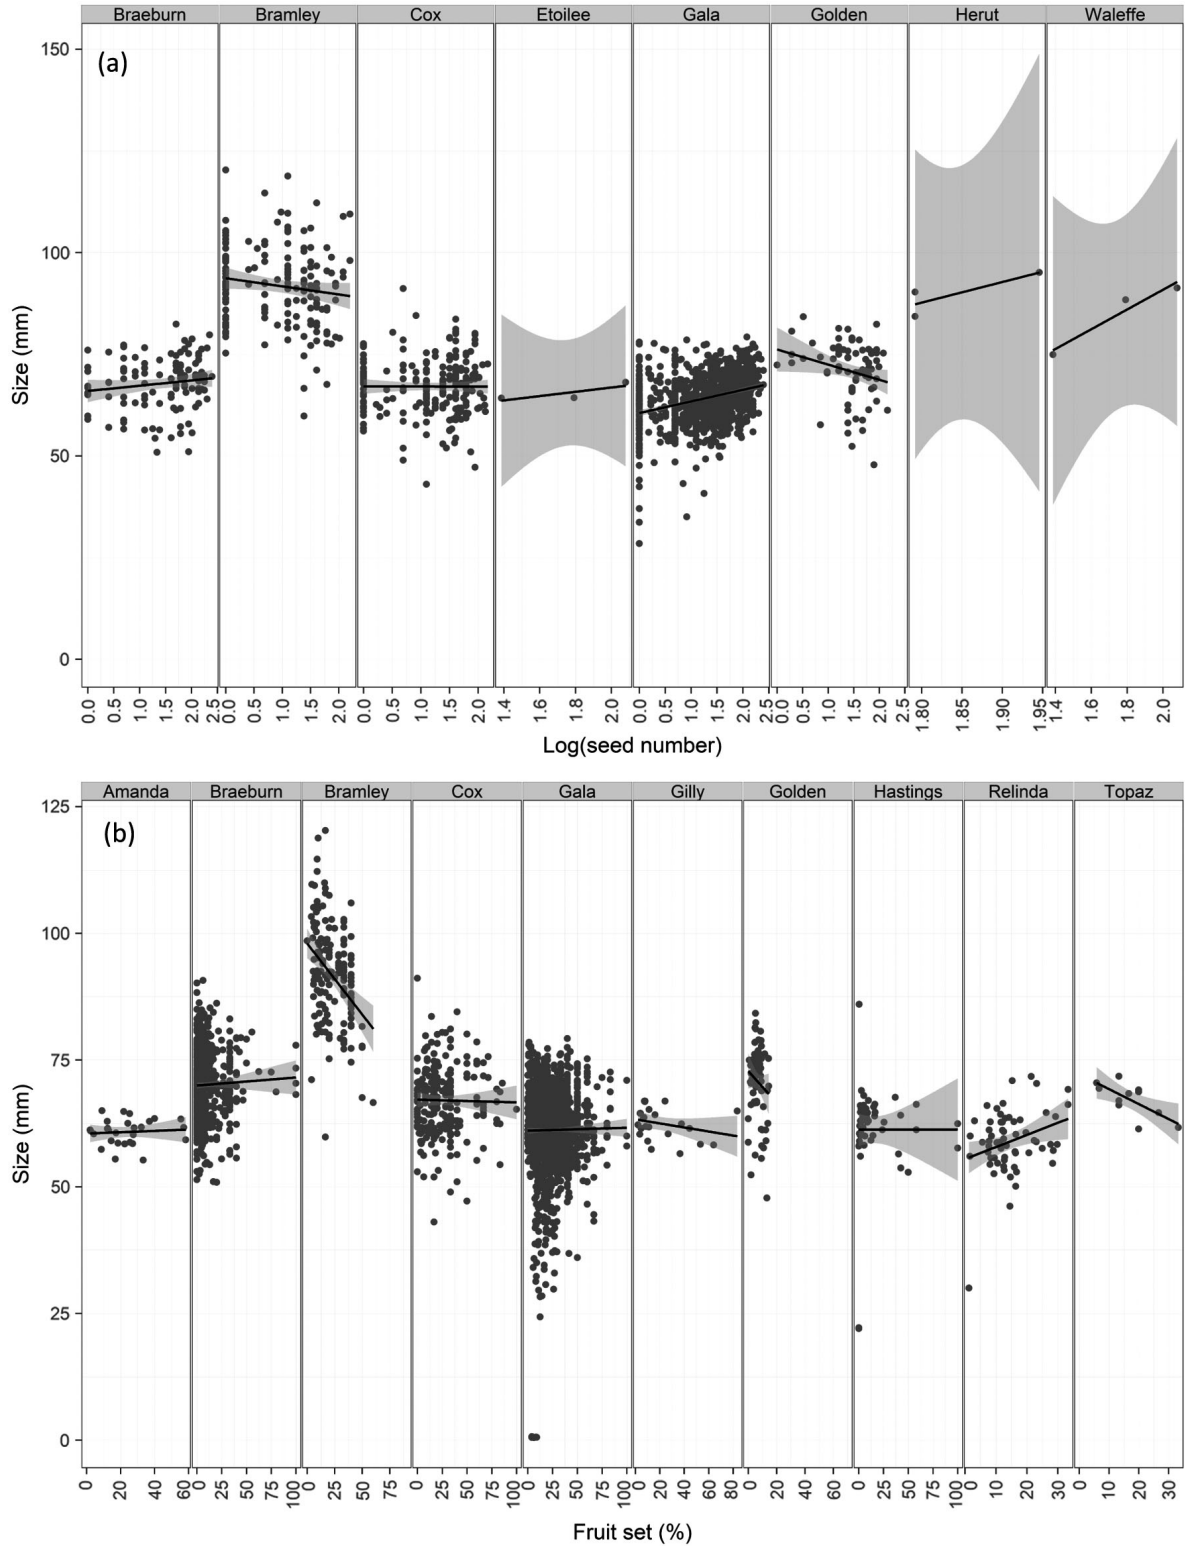 Braeburn Bramley Cox Etoilee Gala Golden Herut Waleffe
(a)
150
100
50
0
Size (mm)
0.0 0.5 1.0 1.5 2.0 2.5 0.0 0.5 1.0 1.5 2.0 0.0 0.5 1.0 1.5 2.0 1.4 1.6 1.8 2.0 0.0 0.5 1.0 1.5 2.0 2.5 0.0 0.5 1.0 1.5 2.0 2.5 1.80 1.85 1.90 1.95 1.4 1.6 1.8 2.0
Log(seed number)
Amanda Braeburn Bramley Cox Gala Gilly Golden Hastings Relinda Topaz
(b)
125
100
75
50
25
0
Size (mm)
0 20 40 60 0 25 50 75 100 0 25 50 75 0 25 50 75 100 0 25 50 75 100 0 20 40 60 80 0 20 40 60 0 25 50 75 100 0 10 20 30 0 10 20 30
Fruit set (%)